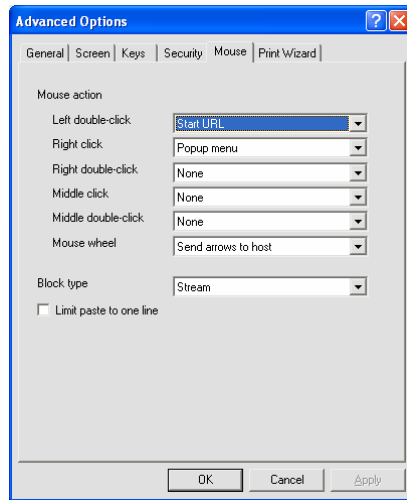 Advanced Options
General Screen Keys Security Mouse Print Wizard
Mouse action
Left double-click Start URL
Right click Popup menu
Right double-click None
Middle click None
Middle double-click None
Mouse wheel Send arrows to host
Block type Stream
Limit paste to one line
OK Cancel Apply